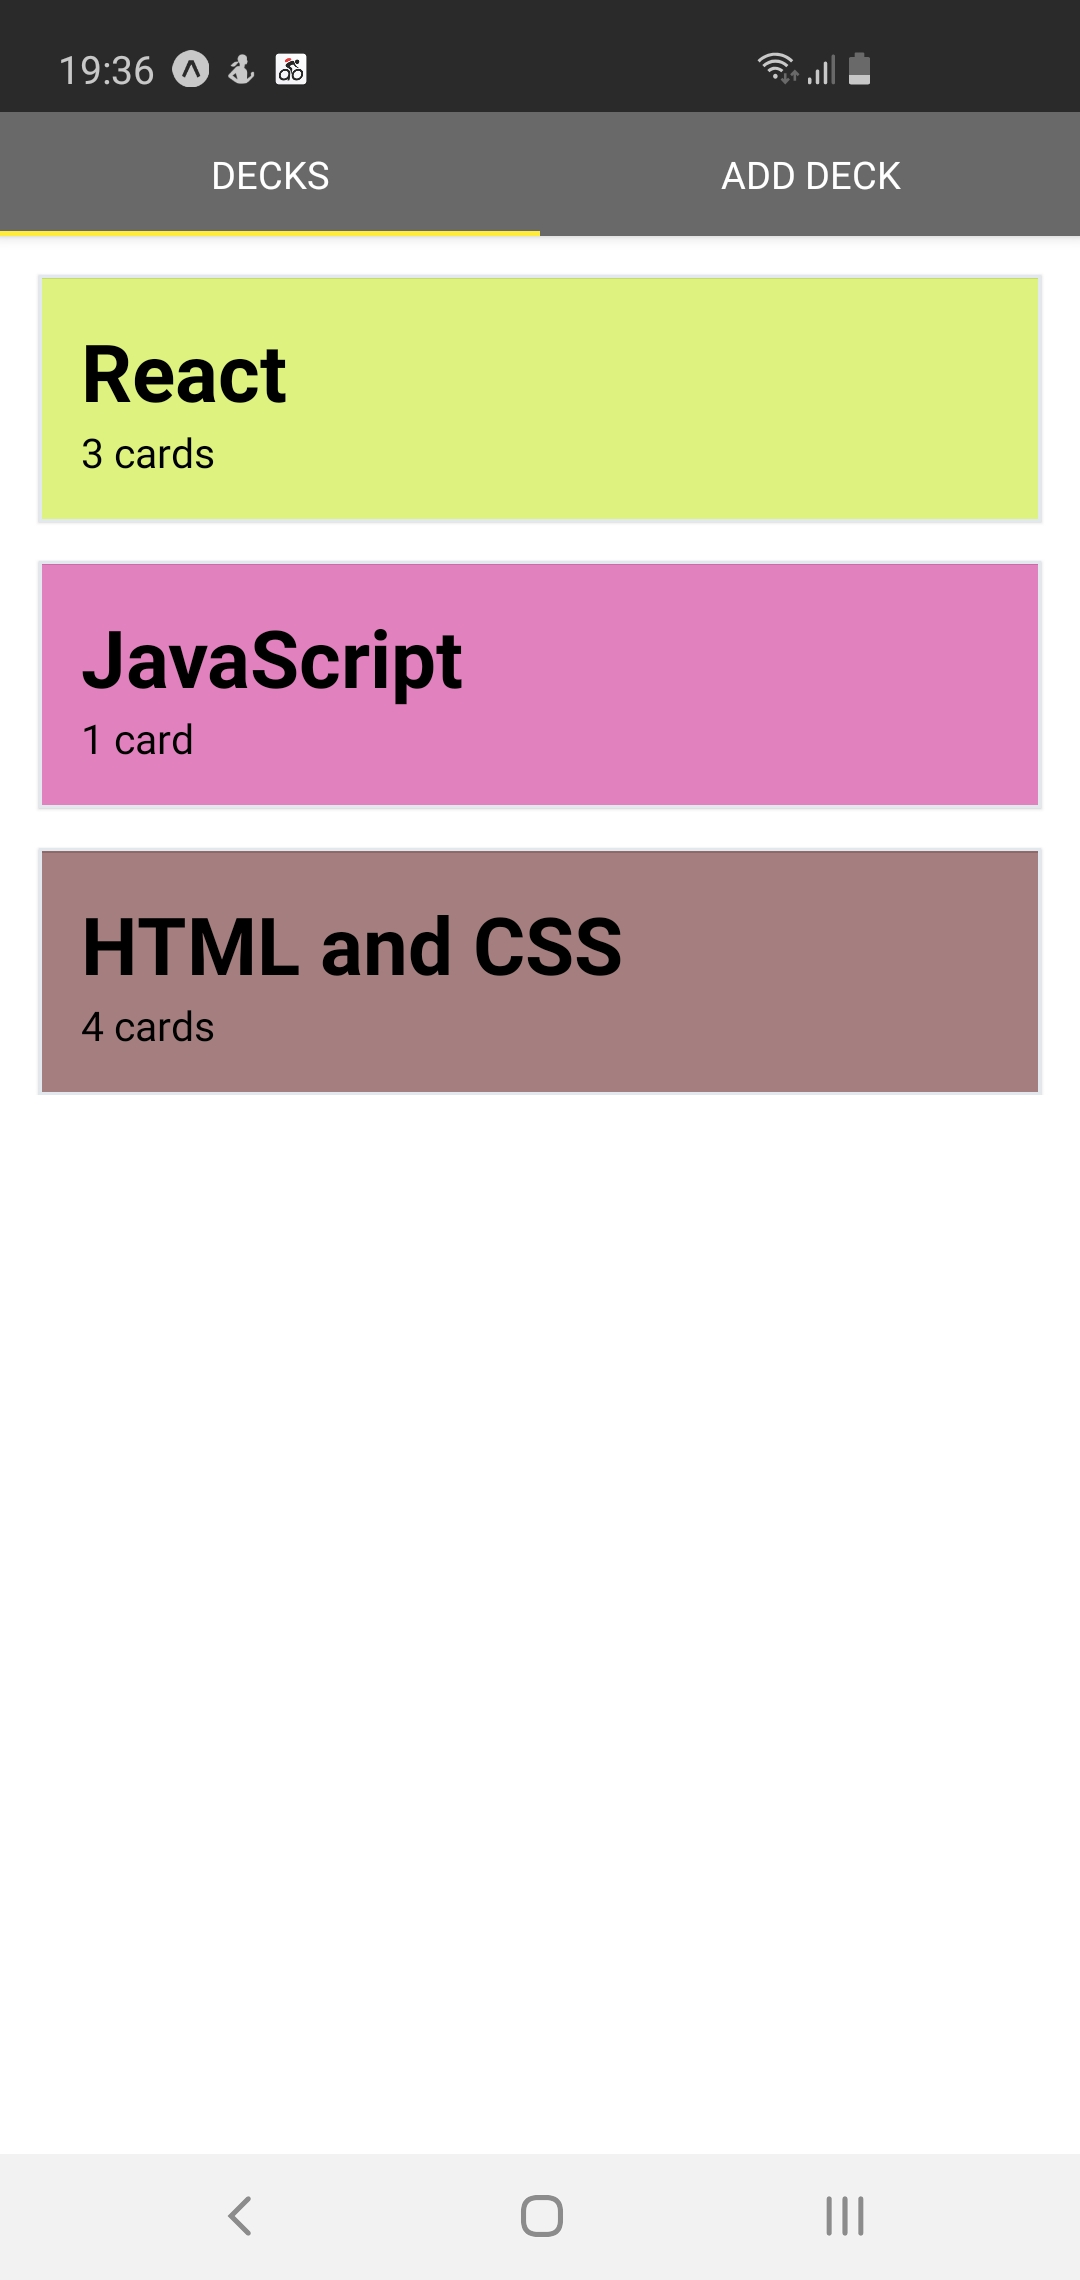 19:36
DECKS
ADD DECK
React
3 cards
JavaScript
1 card
HTML and CSS
4 cards